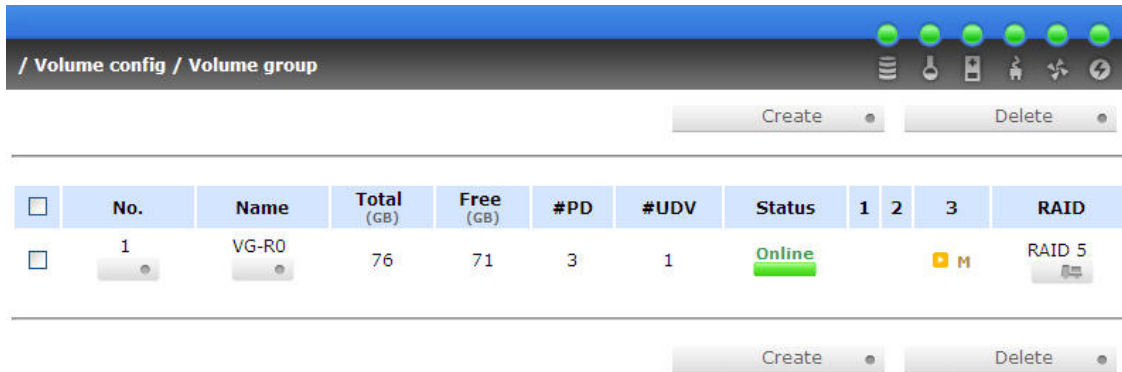 / Volume config / Volume group
Create Delete
No. Name Total (GB) Free (GB) #PD #UDV Status 1 2 3 RAID
1 VG-R0 76 71 3 1 Online M RAID 5
Create Delete